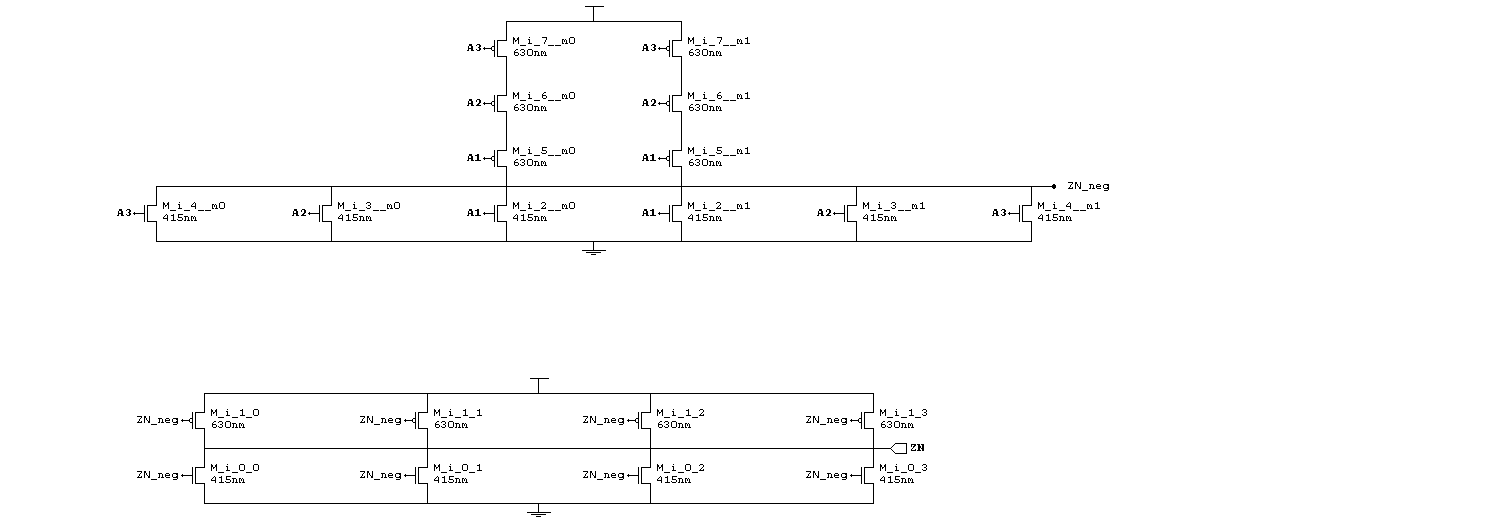 A3 M_i_7__m0 A3 M_i_7__m1
630nm 630nm
A2 M_i_6__m0 A2 M_i_6__m1
630nm 630nm
A1 M_i_5__m0 A1 M_i_5__m1
630nm 630nm
ZN_neg
A3 M_i_4__m0 A2 M_i_3__m0 A1 M_i_2__m0 A1 M_i_2__m1 A2 M_i_3__m1 A3 M_i_4__m1
415nm 415nm 415nm 415nm 415nm 415nm
ZN_neg M_i_1_0 ZN_neg M_i_1_1 ZN_neg M_i_1_2 ZN_neg M_i_1_3
630nm 630nm 630nm 630nm
ZN
ZN_neg M_i_0_0 ZN_neg M_i_0_1 ZN_neg M_i_0_2 ZN_neg M_i_0_3
415nm 415nm 415nm 415nm